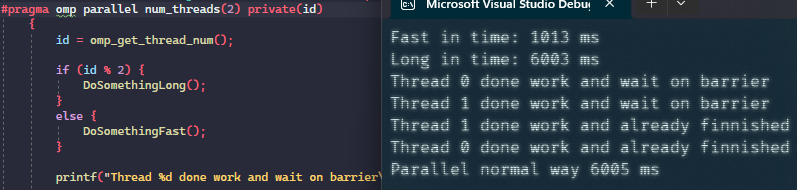 #pragma omp parallel num_threads(2) private(id)
{
id = omp_get_thread_num();
if (id % 2) {
DoSomethingLong();
}
else {
DoSomethingFast();
}
printf("Thread %d done work and wait on barrier\
Microsoft Visual Studio Debu
Fast in time: 1013 ms
Long in time: 6003 ms
Thread 0 done work and wait on barrier
Thread 1 done work and wait on barrier
Thread 1 done work and already finnished
Thread 0 done work and already finnished
Parallel normal way 6005 ms